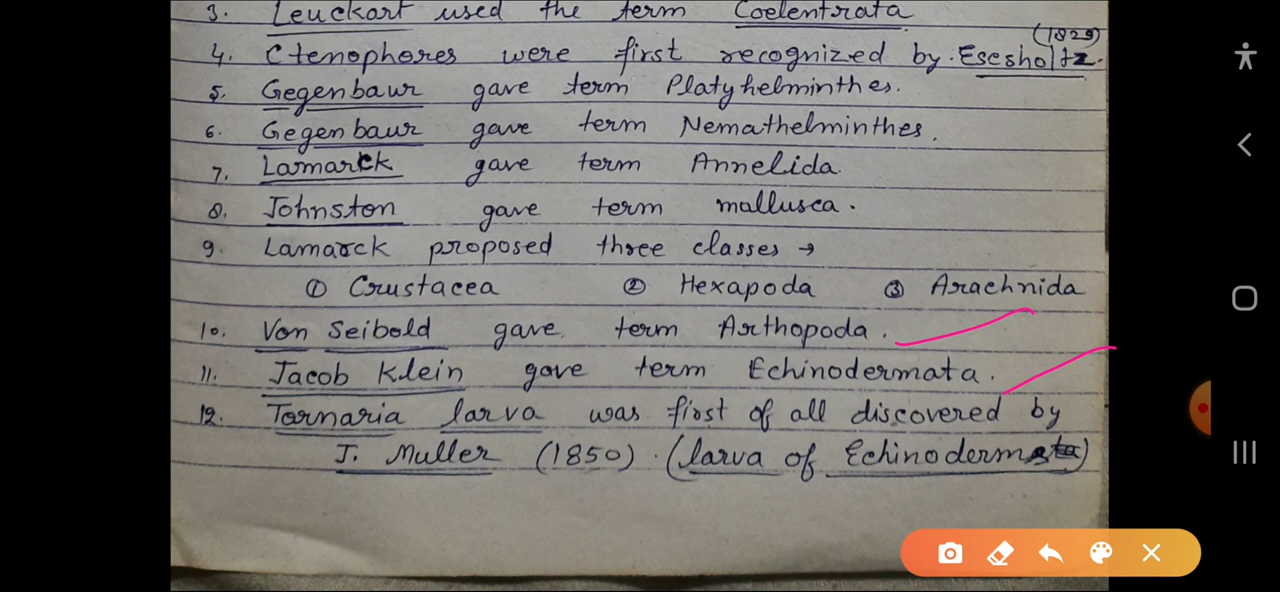 3. Leuckart used the term Coelentrata
(1829)
4. Ctemophores were first recognized by Esesholtz.
5. Gegenbaur gave term Platyhelminthes.
6. Gegenbaur gave term Nemathelminthes.
7. Lamarck gave term Annelida.
8. Johnston gave term mallusca.
9. Lamarck proposed three classes →
① Crustacea ② Hexapoda ③ Arachnida
10. Von Seibold gave term Arthopoda.
11. Jacob Klein gave term Echinodermata.
12. Tornaria larva was first of all discovered by
J. Muller (1850). (larva of Echinodermata)